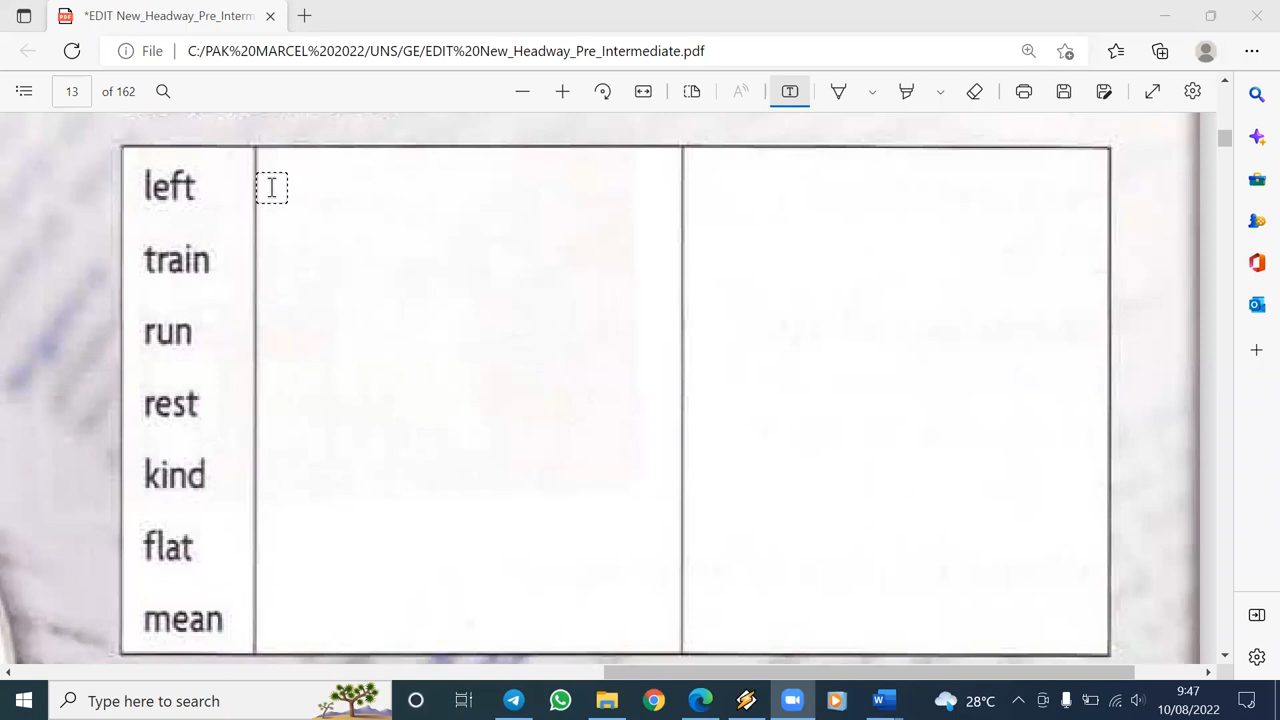 *EDIT New_Headway_Pre_Interm
File
C:/PAK%20MARCEL%202022/UNS/GE/EDIT%20New_Headway_Pre_Intermediate.pdf
13 of 162
left
train
run
rest
kind
flat
mean
Type here to search
28°C
9:47
10/08/2022